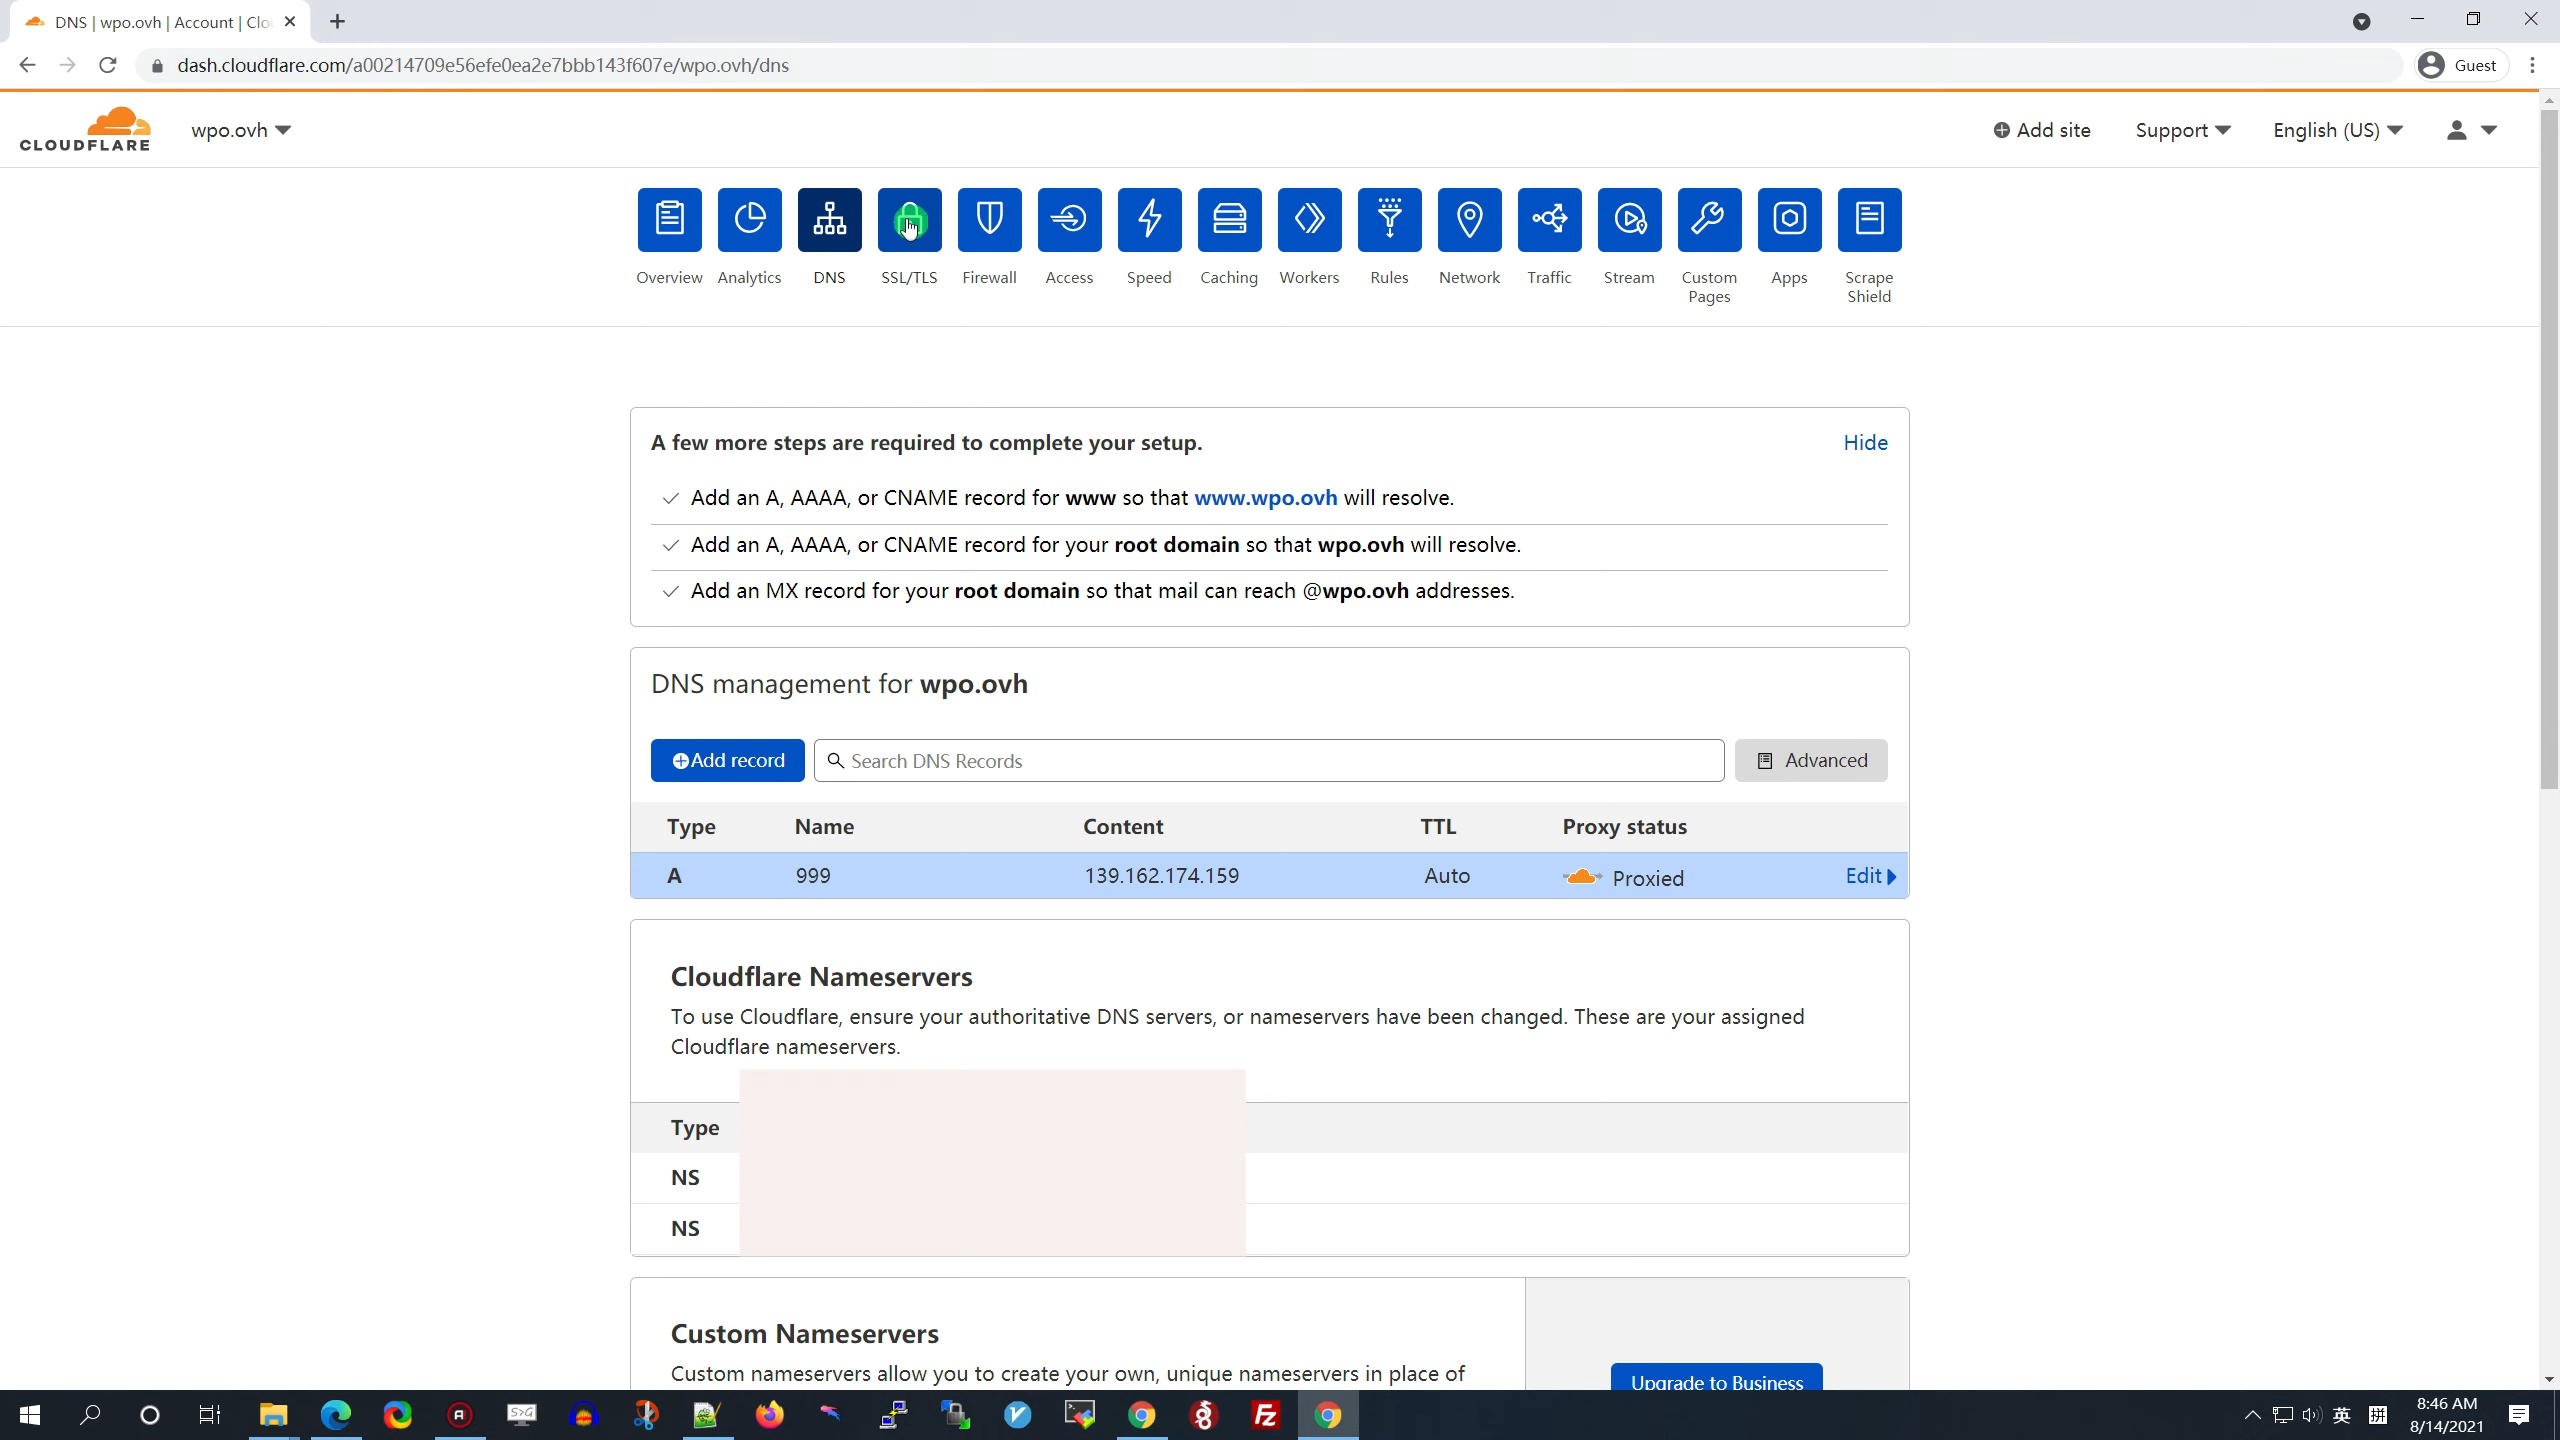 DNS | wpo.ovh | Account | Clo
dash.cloudflare.com/a00214709e56efe0ea2e7bbb143f607e/wpo.ovh/dns
Guest
CLOUDFLARE
wpo.ovh
Add site
Support
English (US)
Overview
Analytics
DNS
SSL/TLS
Firewall
Access
Speed
Caching
Workers
Rules
Network
Traffic
Stream
Custom Pages
Apps
Scrape Shield
A few more steps are required to complete your setup.
Hide
Add an A, AAAA, or CNAME record for www so that www.wpo.ovh will resolve.
Add an A, AAAA, or CNAME record for your root domain so that wpo.ovh will resolve.
Add an MX record for your root domain so that mail can reach @wpo.ovh addresses.
DNS management for wpo.ovh
Add record
Search DNS Records
Advanced
Type Name Content TTL Proxy status
A 999 139.162.174.159 Auto Proxied Edit
Cloudflare Nameservers
To use Cloudflare, ensure your authoritative DNS servers, or nameservers have been changed. These are your assigned
Cloudflare nameservers.
Type
NS
NS
Custom Nameservers
Custom nameservers allow you to create your own, unique nameservers in place of
Upgrade to Business
S>G
英
拼
8:46 AM
8/14/2021